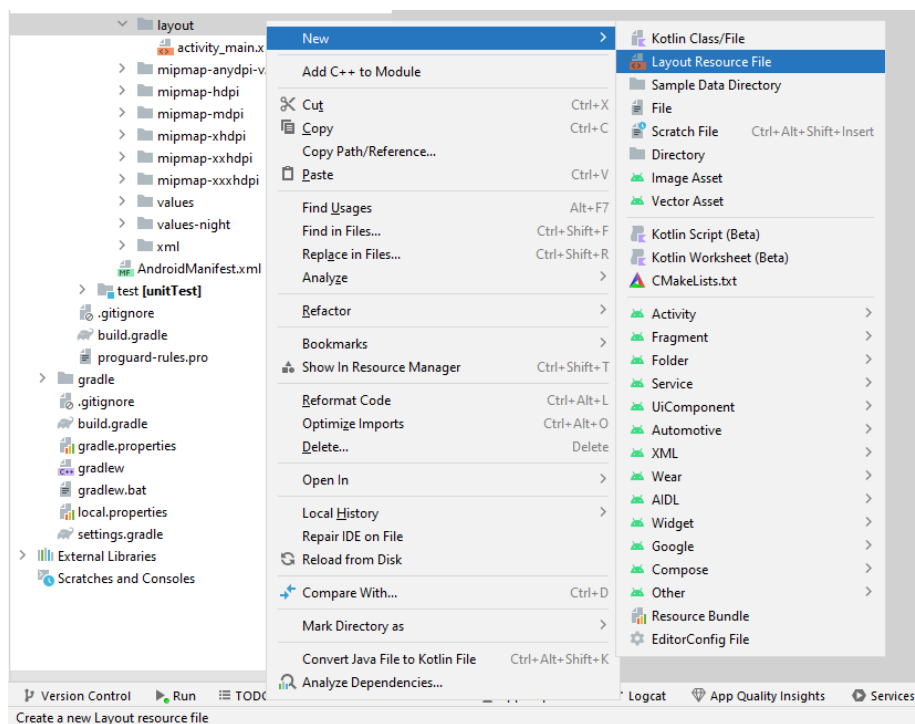 layout
activity_main.x
mipmap-anydpi-v
mipmap-hdpi
mipmap-mdpi
mipmap-xhdpi
mipmap-xxhdpi
mipmap-xxxhdpi
values
values-night
xml
MF AndroidManifest.xml
test [unitTest]
.gitignore
build.gradle
proguard-rules.pro
gradle
.gitignore
build.gradle
gradle.properties
C++ gradlew
gradlew.bat
local.properties
settings.gradle
External Libraries
Scratches and Consoles
New
Add C++ to Module
Cut Ctrl+X
Copy Ctrl+C
Copy Path/Reference...
Paste Ctrl+V
Find Usages Alt+F7
Find in Files... Ctrl+Shift+F
Replace in Files... Ctrl+Shift+R
Analyze
Refactor
Bookmarks
Show In Resource Manager Ctrl+Shift+T
Reformat Code Ctrl+Alt+L
Optimize Imports Ctrl+Alt+O
Delete... Delete
Open In
Local History
Repair IDE on File
Reload from Disk
Compare With... Ctrl+D
Mark Directory as
Convert Java File to Kotlin File Ctrl+Alt+Shift+K
Analyze Dependencies...
Kotlin Class/File
Layout Resource File
Sample Data Directory
File
Scratch File Ctrl+Alt+Shift+Insert
Directory
Image Asset
Vector Asset
Kotlin Script (Beta)
Kotlin Worksheet (Beta)
CMakeLists.txt
Activity
Fragment
Folder
Service
UiComponent
Automotive
XML
Wear
AIDL
Widget
Google
Compose
Other
Resource Bundle
EditorConfig File
Version Control Run TODO Logcat App Quality Insights Services
Create a new Layout resource file